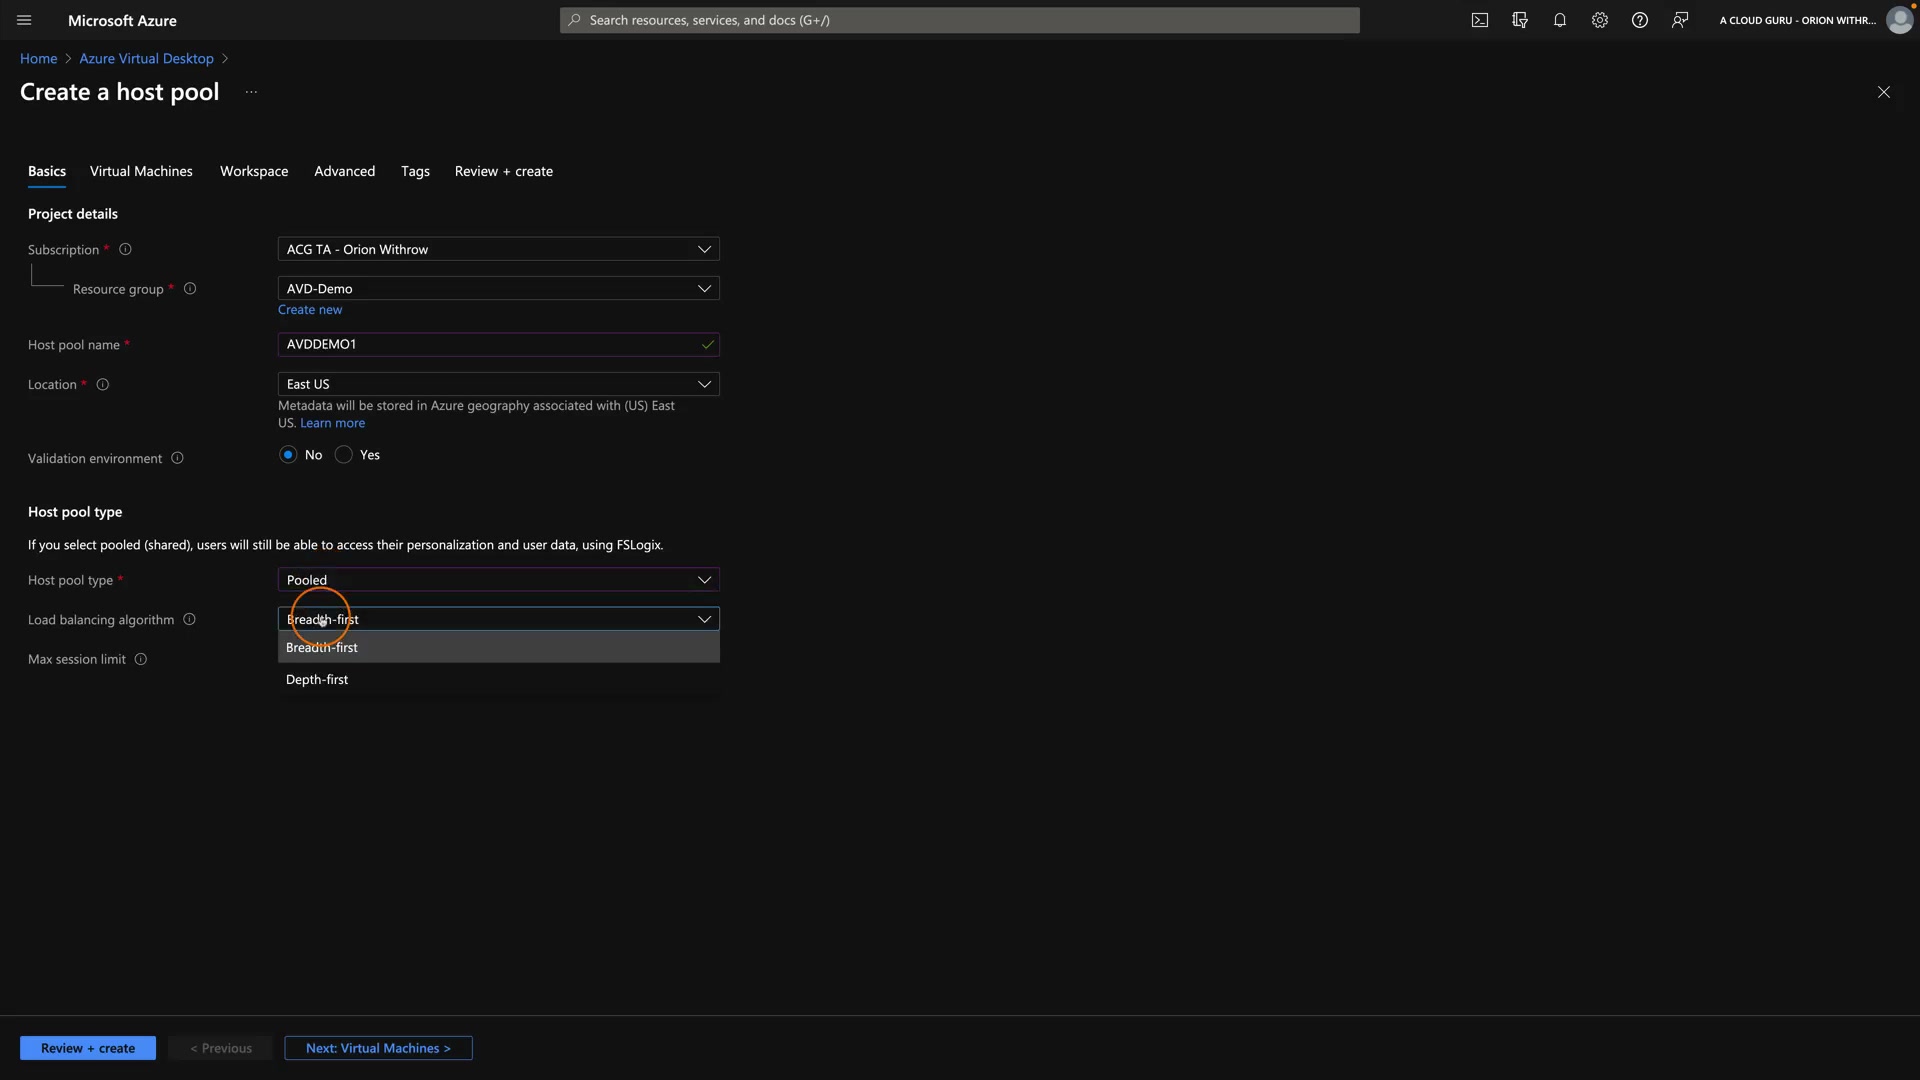 Microsoft Azure
Search resources, services, and docs (G+/)
A CLOUD GURU - ORION WITHR...
Home > Azure Virtual Desktop >
Create a host pool ...
Basics Virtual Machines Workspace Advanced Tags Review + create
Project details
Subscription * ACG TA - Orion Withrow
Resource group * AVD-Demo
Create new
Host pool name * AVDDEMO1
Location * East US
Metadata will be stored in Azure geography associated with (US) East
US. Learn more
Validation environment No Yes
Host pool type
If you select pooled (shared), users will still be able to access their personalization and user data, using FSLogix.
Host pool type * Pooled
Load balancing algorithm Breadth-first
Breadth-first
Max session limit
Depth-first
Review + create < Previous Next: Virtual Machines >